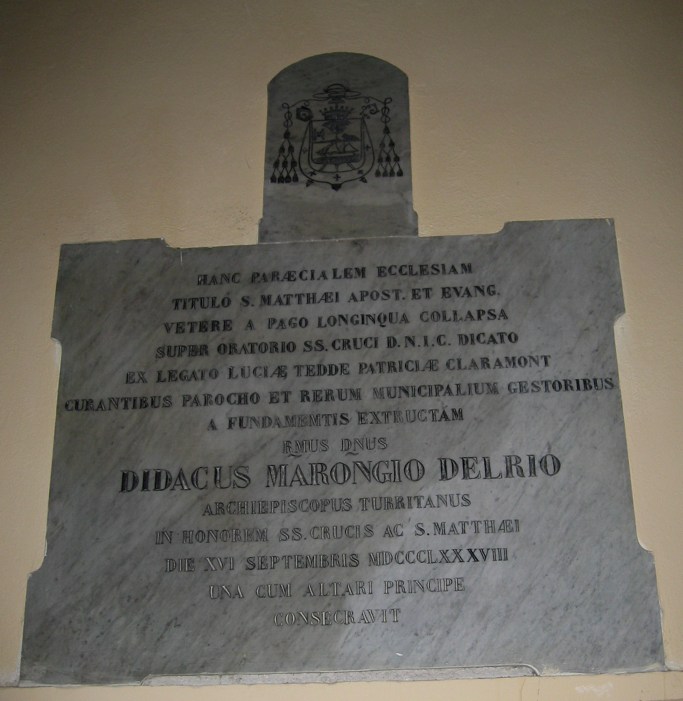 HANC PARÆCIALEM ECCLESIAM
TITULO S. MATTHÆI APOST. ET EVANG.
VETERE A PAGO LONGINQUA COLLAPSA
SUPER ORATORIO SS. CRUCI D.N.I.C. DICATO
EX LEGATO LUCIÆ TEDDE PATRICIÆ CLARAMONT
CURANTIBUS PAROCHO ET RERUM MUNICIPALIUM GESTORIBUS
A FUNDAMEMTIS EXTRUCTAM
RMUS DNUS
DIDACUS MARONGIO DELRIO
ARCHIEPISCOPUS TURRITANUS
IN HONOREM SS. CRUCIS AC S. MATTHÆI
DIE XVI SEPTEMBRIS MDCCCLXXXVIII
UNA CUM ALTARI PRINCIPE
CONSECRAVIT